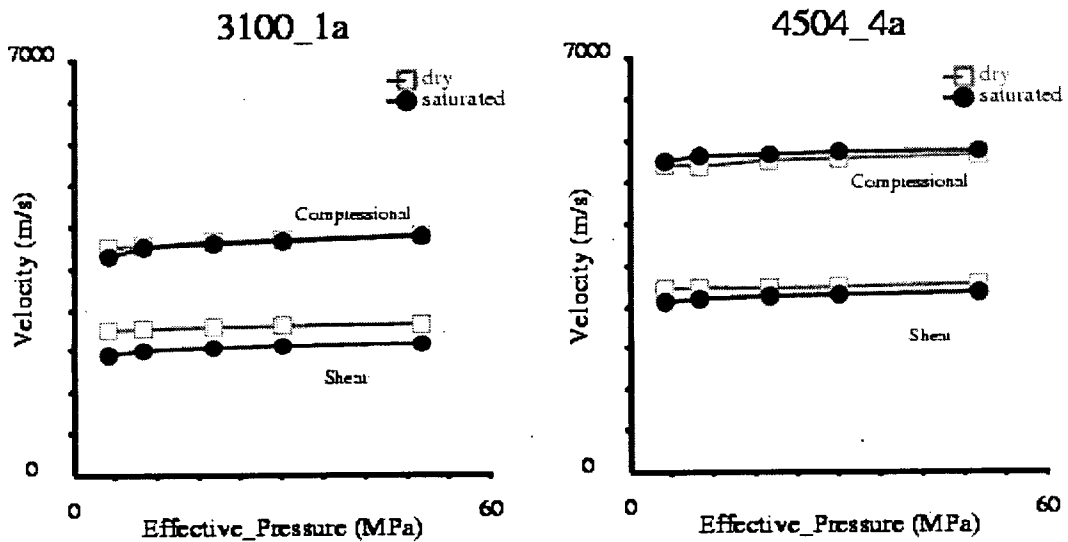 3100_1a
7000
dry
saturated
Compressional
Shear
Velocity (m/s)
0
0
60
Effective_Pressure (MPa)
4504_4a
7000
dry
saturated
Compressional
Shear
Velocity (m/s)
0
0
60
Effective_Pressure (MPa)